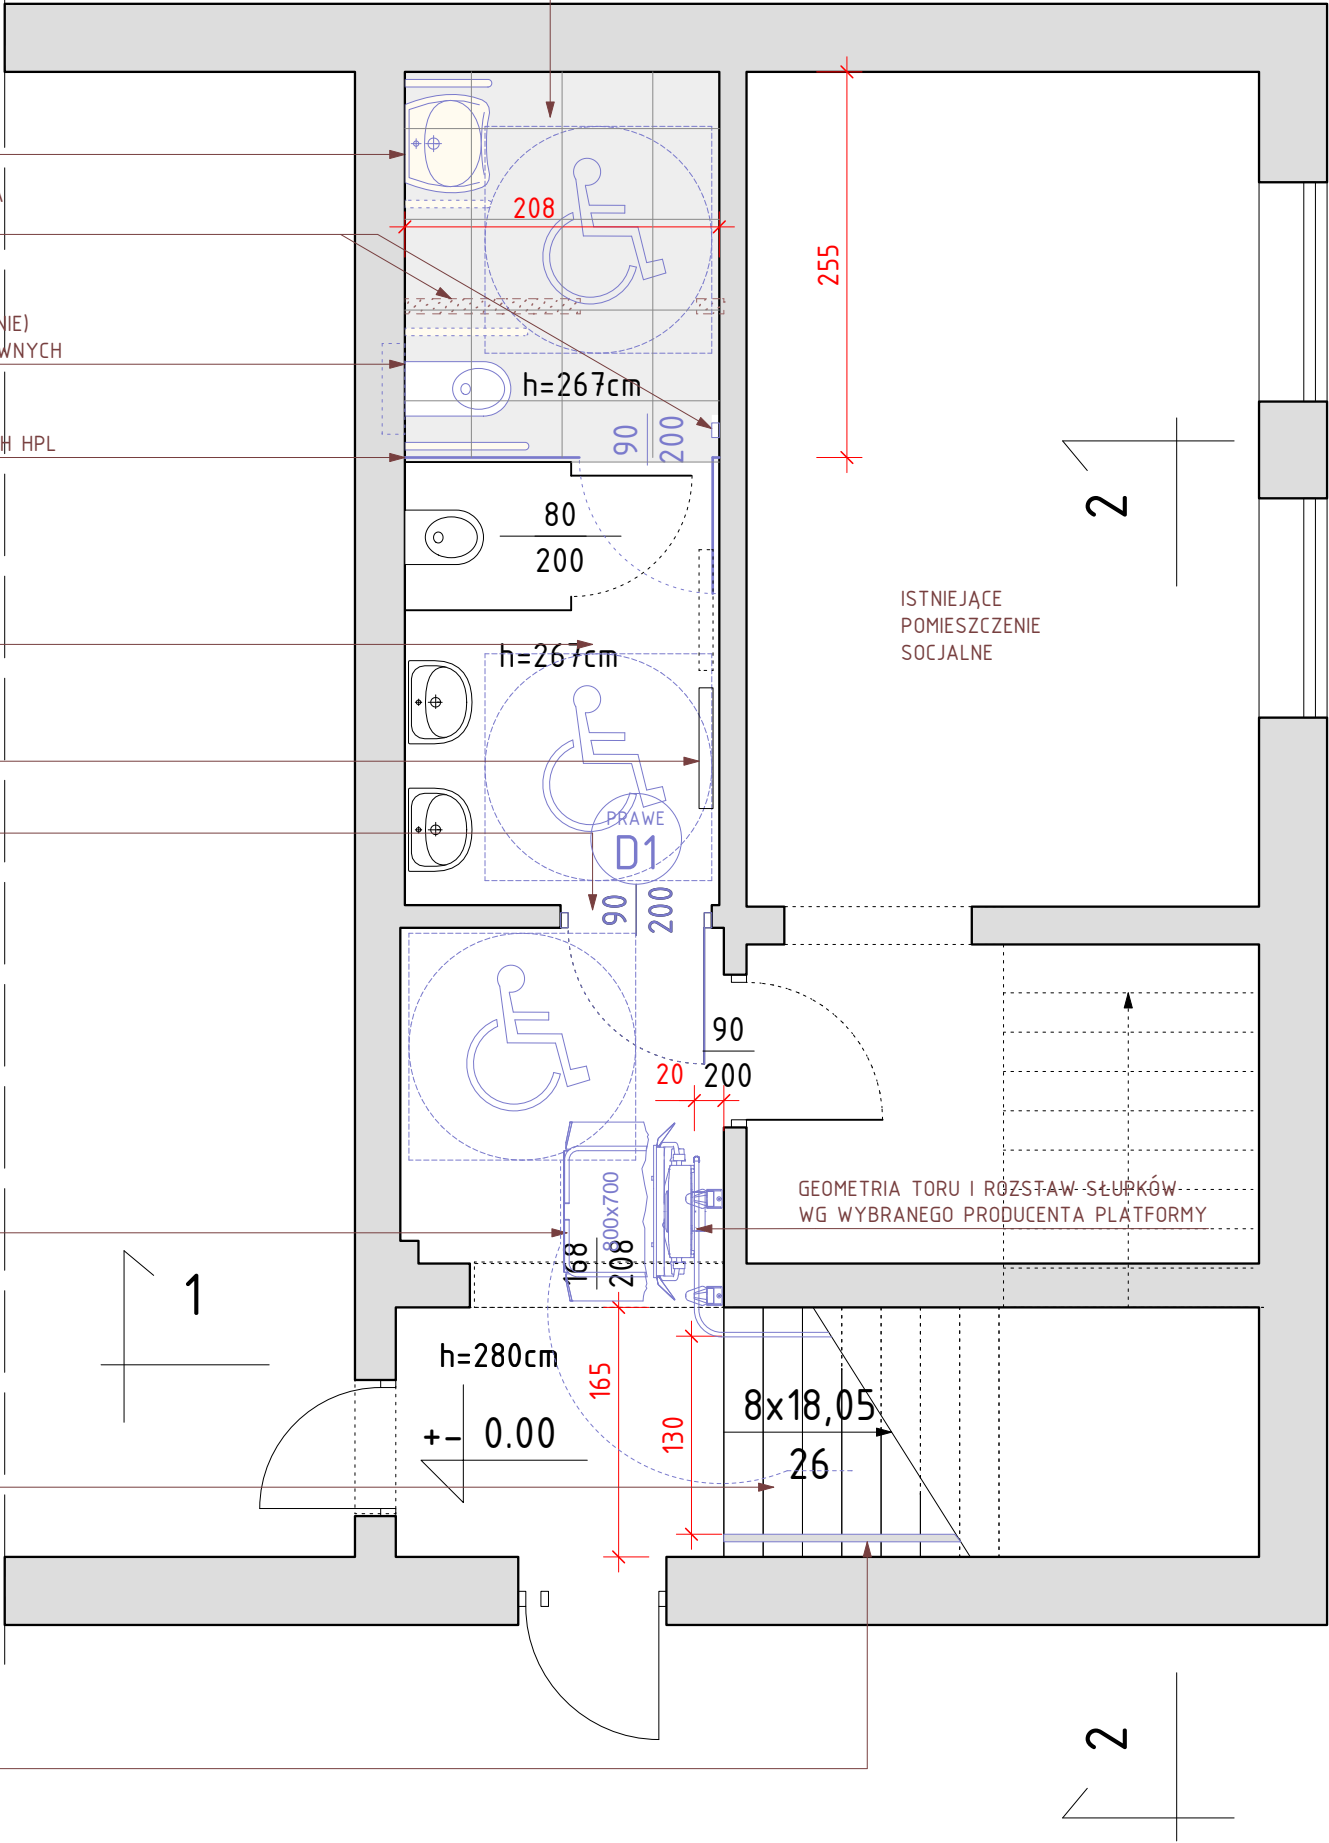 208
255
NIE)
WNYCH
h=267cm
90
200
H HPL
80
200
2
ISTNIEJĄCE
POMIESZCZENIE
SOCJALNE
h=267cm
PRAWE
D1
90
200
90
200
20
GEOMETRIA TORU I ROZSTAW SŁUPKÓW
WG WYBRANEGO PRODUCENTA PLATFORMY
800x700
168
208
1
h=280cm
165
130
8x18,05
26
+- 0.00
2